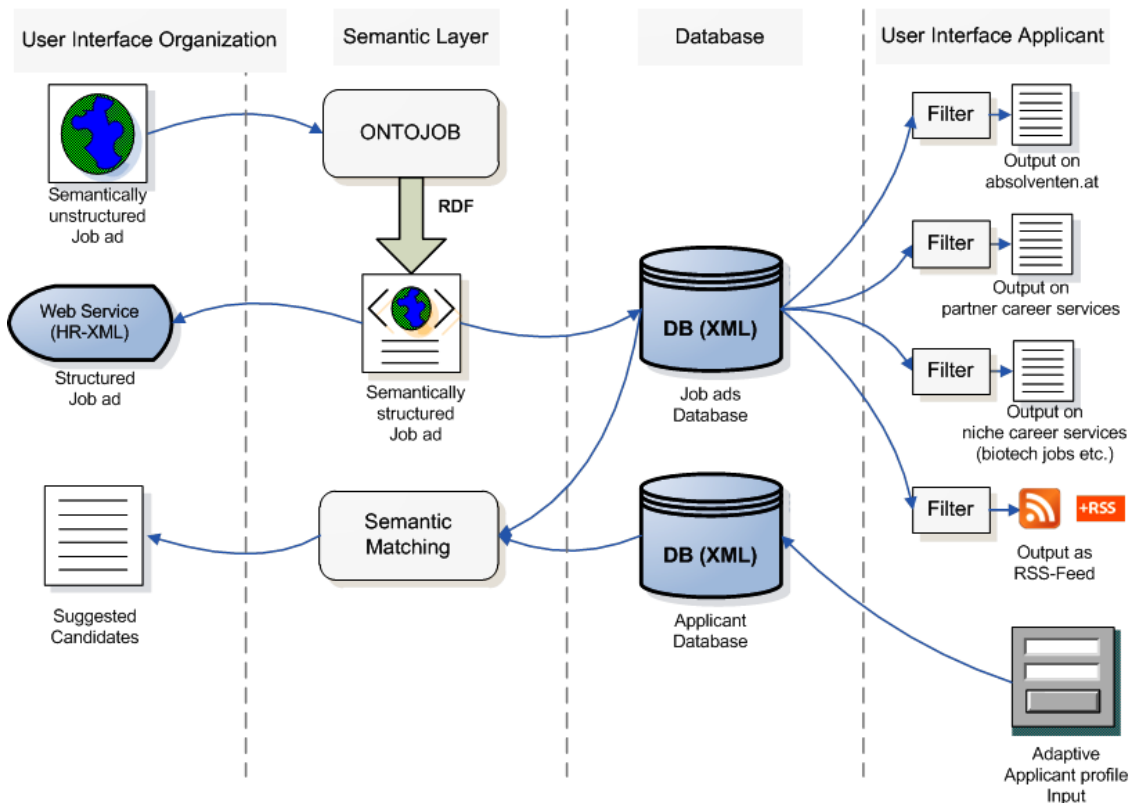 User Interface Organization
Semantic Layer
Database
User Interface Applicant
Semantically
unstructured
Job ad
ONTOJOB
RDF
Filter
Output on
absolventen.at
Filter
Output on
partner career services
Web Service
(HR-XML)
Structured
Job ad
Semantically
structured
Job ad
DB (XML)
Job ads
Database
Filter
Output on
niche career services
(biotech jobs etc.)
Suggested
Candidates
Semantic
Matching
DB (XML)
Applicant
Database
Filter
+RSS
Output as
RSS-Feed
Adaptive
Applicant profile
Input